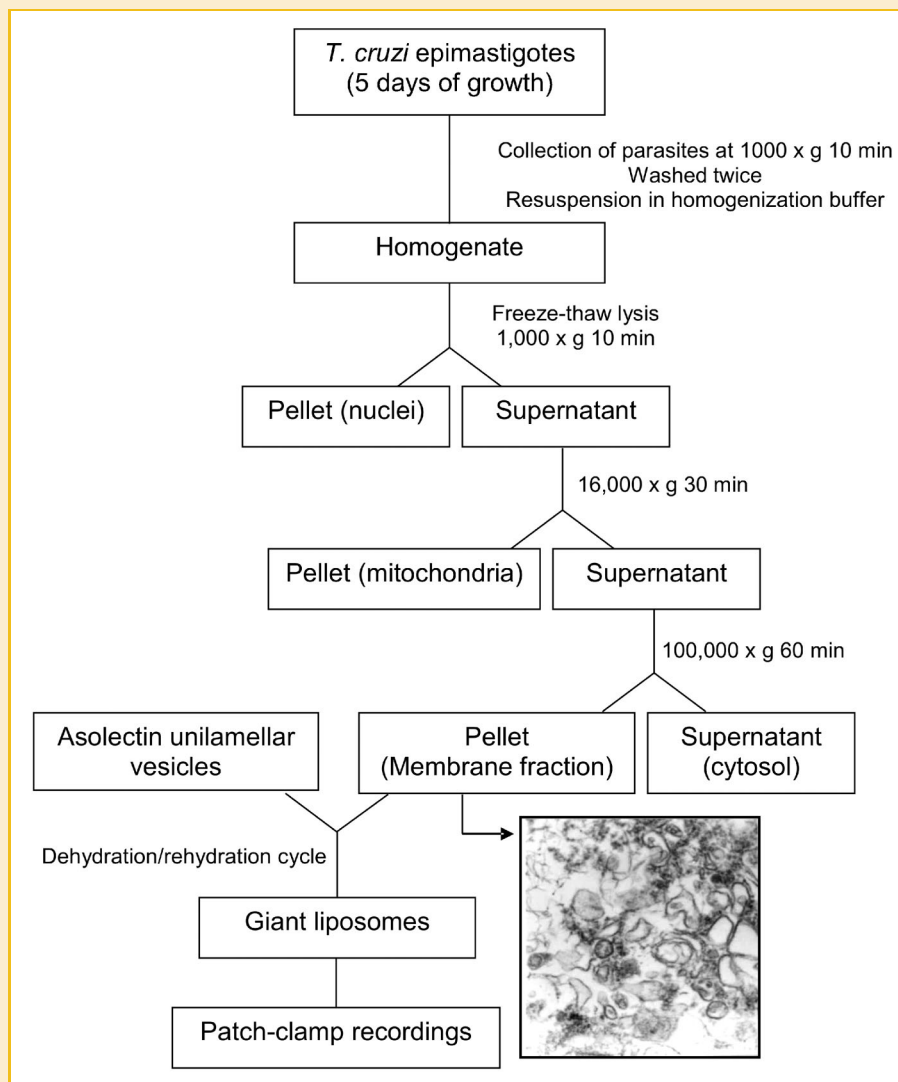 T. cruzi epimastigotes
(5 days of growth)
Collection of parasites at 1000 x g 10 min
Washed twice
Resuspension in homogenization buffer
Homogenate
Freeze-thaw lysis
1,000 x g 10 min
Pellet (nuclei)
Supernatant
16,000 x g 30 min
Pellet (mitochondria)
Supernatant
100,000 x g 60 min
Asolectin unilamellar
vesicles
Pellet
(Membrane fraction)
Supernatant
(cytosol)
Dehydration/rehydration cycle
Giant liposomes
Patch-clamp recordings